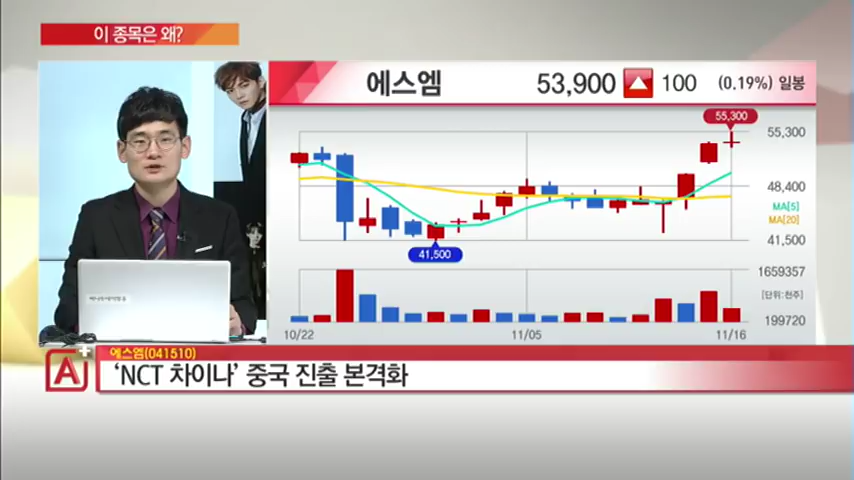 이 종목은 왜?
에스엠 53,900 100 (0.19%) 일봉
55,300
55,300
48,400
MA[5]
MA[20]
41,500
41,500
1659357
[단위:천주]
199720
10/22 11/05 11/16
A+
에스엠(041510)
'NCT 차이나' 중국 진출 본격화